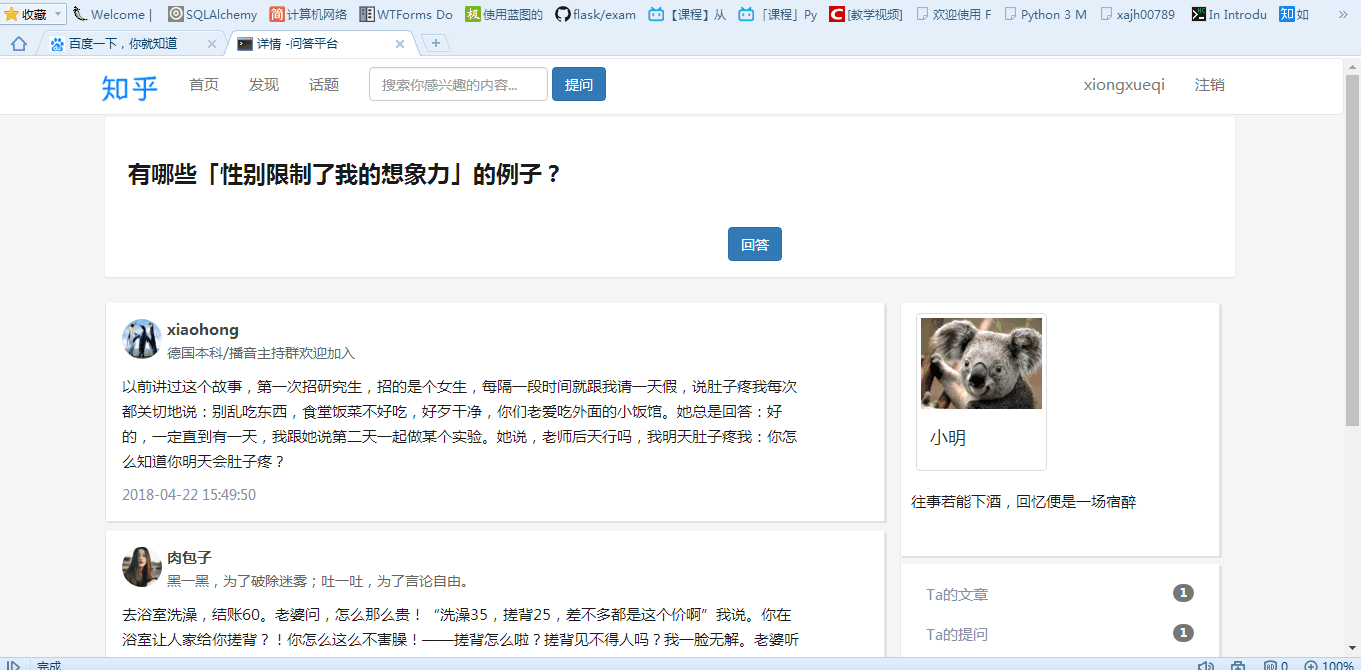 收藏 Welcome | SQLAlchemy 计算机网络 WTForms Do 使用蓝图的 flask/exam 【课程】从 「课程」Py [教学视频] 欢迎使用 F Python 3 M xajh00789 In Introdu 知 如 »
百度一下，你就知道 详情 -问答平台
知乎 首页 发现 话题 搜索你感兴趣的内容... 提问 xiongxueqi 注销
有哪些「性别限制了我的想象力」的例子？
回答
xiaohong
德国本科/播音主持群欢迎加入
以前讲过这个故事，第一次招研究生，招的是个女生，每隔一段时间就跟我请一天假，说肚子疼我每次
都关切地说：别乱吃东西，食堂饭菜不好吃，好歹干净，你们老爱吃外面的小饭馆。她总是回答：好
的，一定直到有一天，我跟她说第二天一起做某个实验。她说，老师后天行吗，我明天肚子疼我：你怎
么知道你明天会肚子疼？
2018-04-22 15:49:50
肉包子
黑一黑，为了破除迷雾；吐一吐，为了言论自由。
去浴室洗澡，结账60。老婆问，怎么那么贵！“洗澡35，搓背25，差不多都是这个价啊”我说。你在
浴室让人家给你搓背？！你怎么这么不害臊！——搓背怎么啦？搓背见不得人吗？我一脸无解。老婆听
小明
往事若能下酒，回忆便是一场宿醉
Ta的文章 1
Ta的提问 1
完成 0 100%